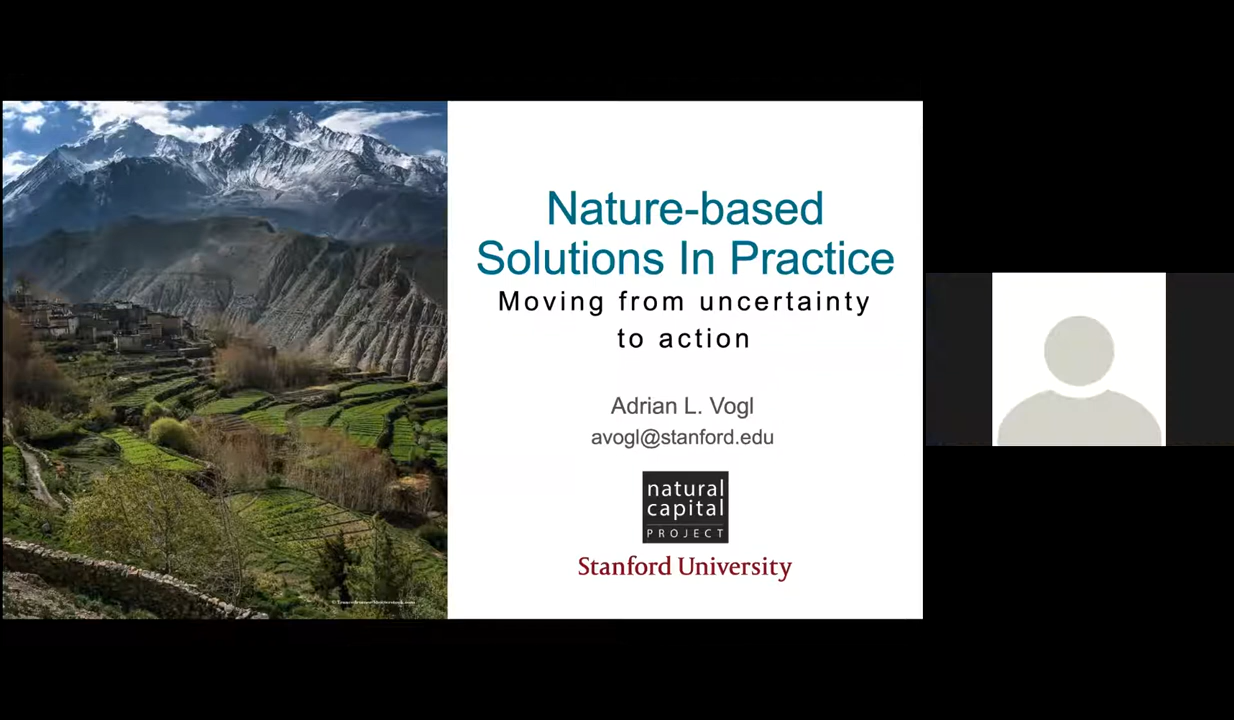 Nature-based
Solutions In Practice
Moving from uncertainty
to action
Adrian L. Vogl
avogl@stanford.edu
natural
capital
PROJECT
Stanford University